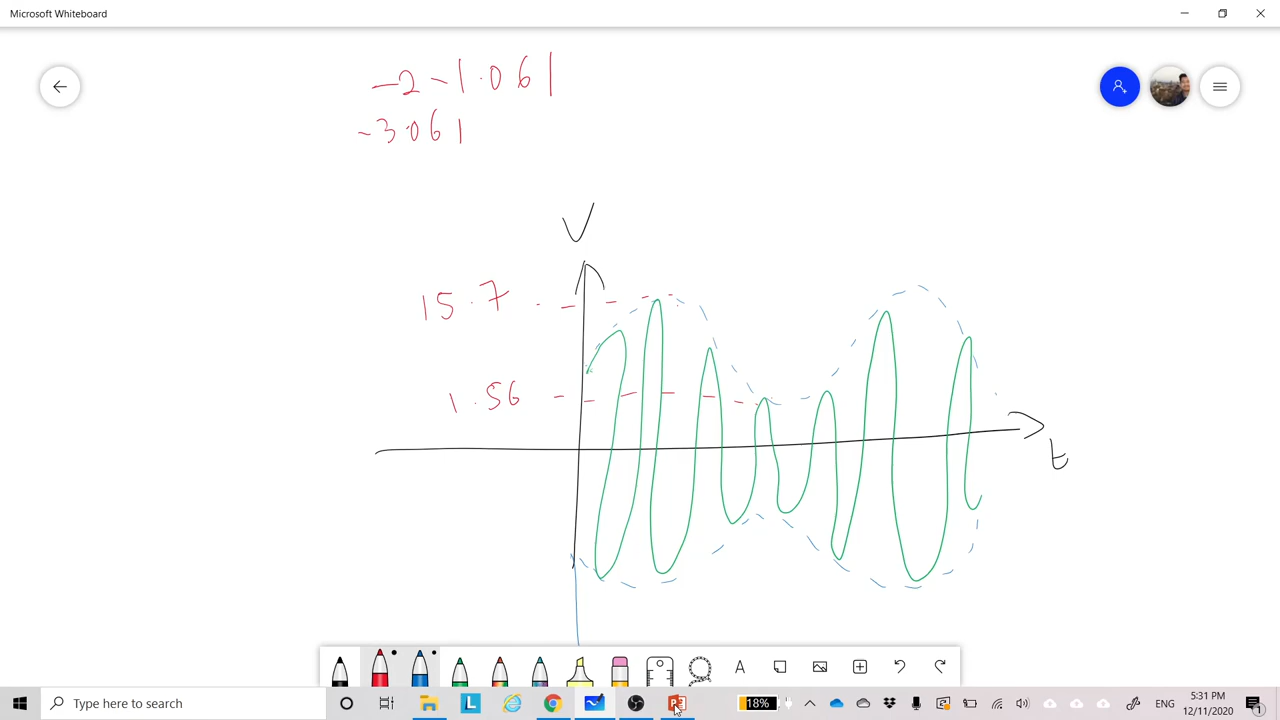 Microsoft Whiteboard
-2-1.061
-3.061
V
15.7
1.56
t
A
Type here to search
18%
ENG
5:31 PM
12/11/2020
1